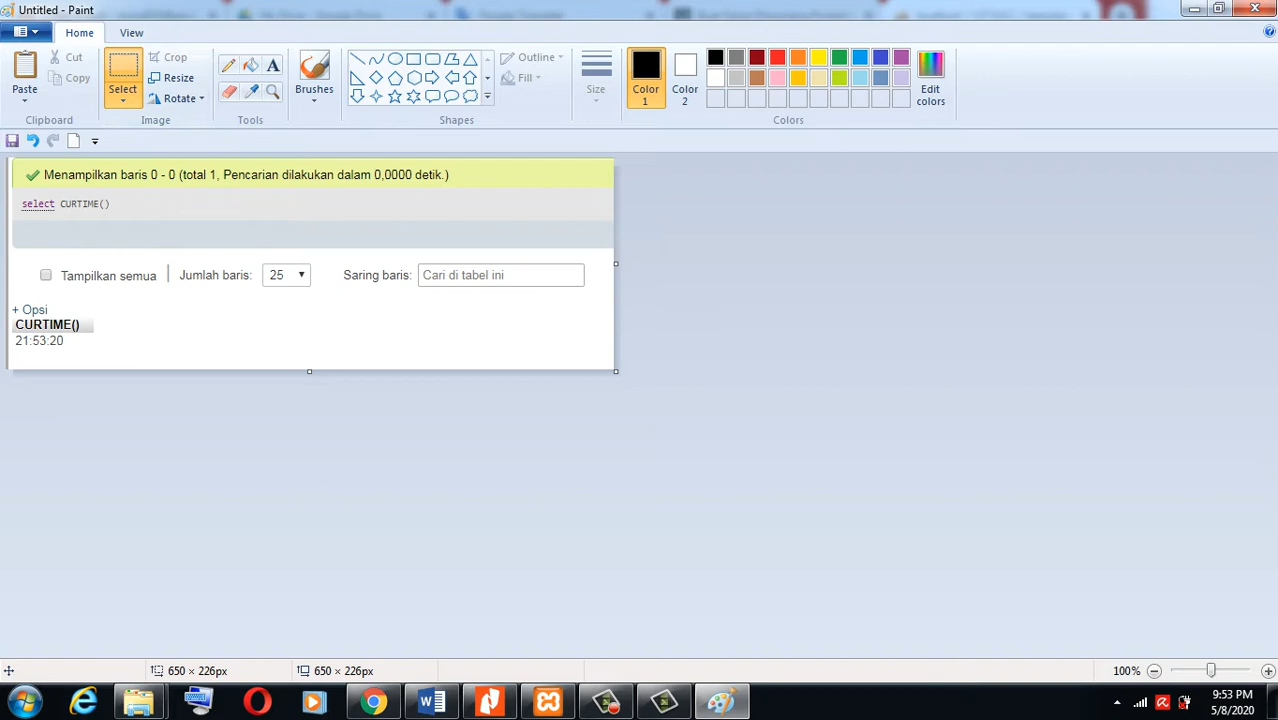 Untitled - Paint
Home
View
Paste
Cut
Copy
Clipboard
Select
Crop
Resize
Rotate
Image
A
Tools
Brushes
Outline
Fill
Shapes
Size
Color 1
Color 2
Edit colors
Colors
Menampilkan baris 0 - 0 (total 1, Pencarian dilakukan dalam 0,0000 detik.)
select CURTIME()
Tampilkan semua
Jumlah baris: 25
Saring baris: Cari di tabel ini
+ Opsi
CURTIME()
21:53:20
650 × 226px
650 × 226px
100%
9:53 PM
5/8/2020